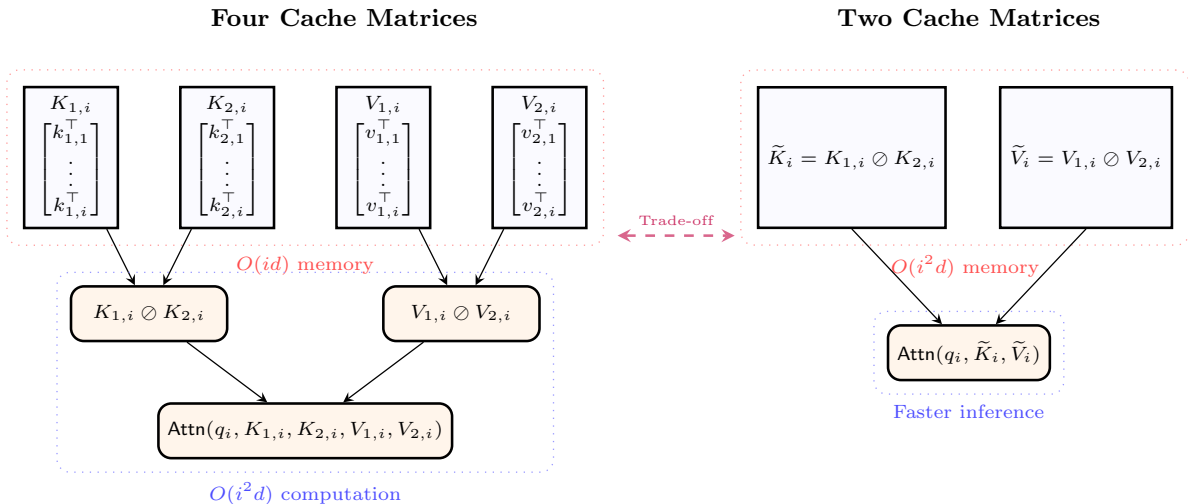 Four Cache Matrices
Two Cache Matrices
K_{1,i}
[k_{1,1}^⊤
⋮
k_{1,i}^⊤]
K_{2,i}
[k_{2,1}^⊤
⋮
k_{2,i}^⊤]
V_{1,i}
[v_{1,1}^⊤
⋮
v_{1,i}^⊤]
V_{2,i}
[v_{2,1}^⊤
⋮
v_{2,i}^⊤]
K̃_i = K_{1,i} ⊘ K_{2,i}
Ṽ_i = V_{1,i} ⊘ V_{2,i}
Trade-off
O(id) memory
O(i²d) memory
K_{1,i} ⊘ K_{2,i}
V_{1,i} ⊘ V_{2,i}
Attn(q_i, K̃_i, Ṽ_i)
Faster inference
Attn(q_i, K_{1,i}, K_{2,i}, V_{1,i}, V_{2,i})
O(i²d) computation